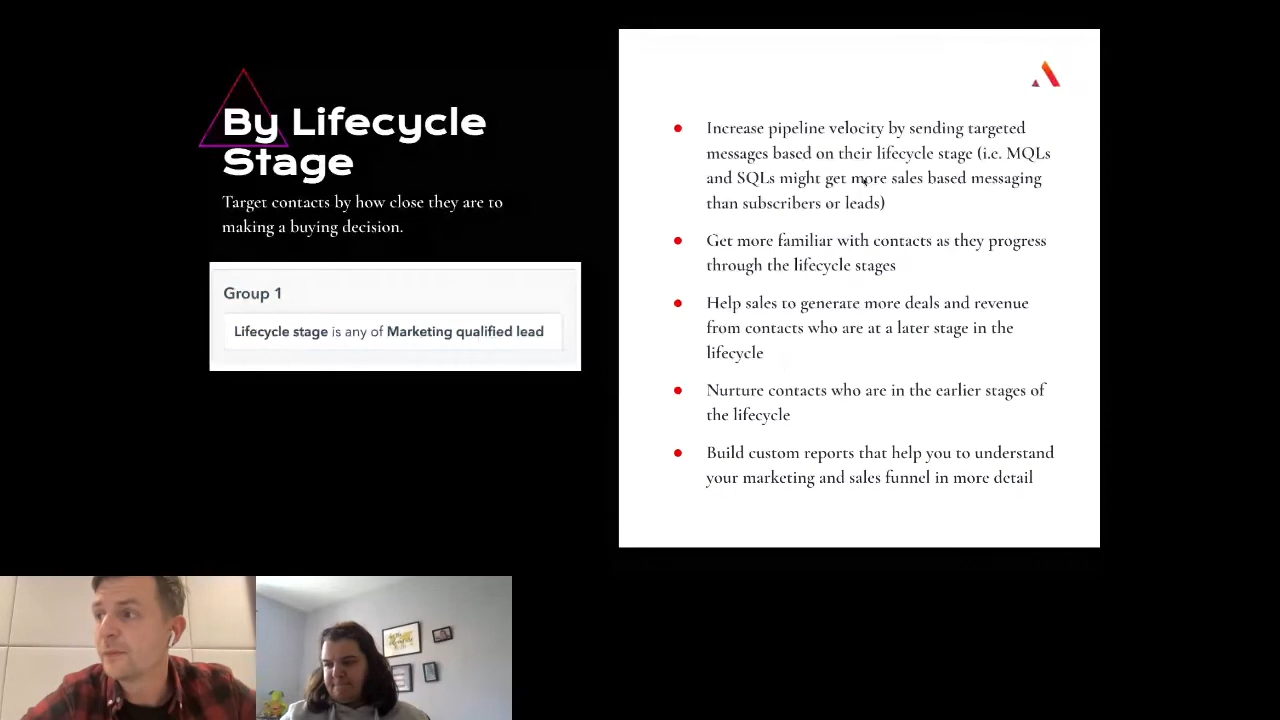 By Lifecycle
Stage
Target contacts by how close they are to
making a buying decision.
Group 1
Lifecycle stage is any of Marketing qualified lead
Increase pipeline velocity by sending targeted
messages based on their lifecycle stage (i.e. MQLs
and SQLs might get more sales based messaging
than subscribers or leads)
Get more familiar with contacts as they progress
through the lifecycle stages
Help sales to generate more deals and revenue
from contacts who are at a later stage in the
lifecycle
Nurture contacts who are in the earlier stages of
the lifecycle
Build custom reports that help you to understand
your marketing and sales funnel in more detail